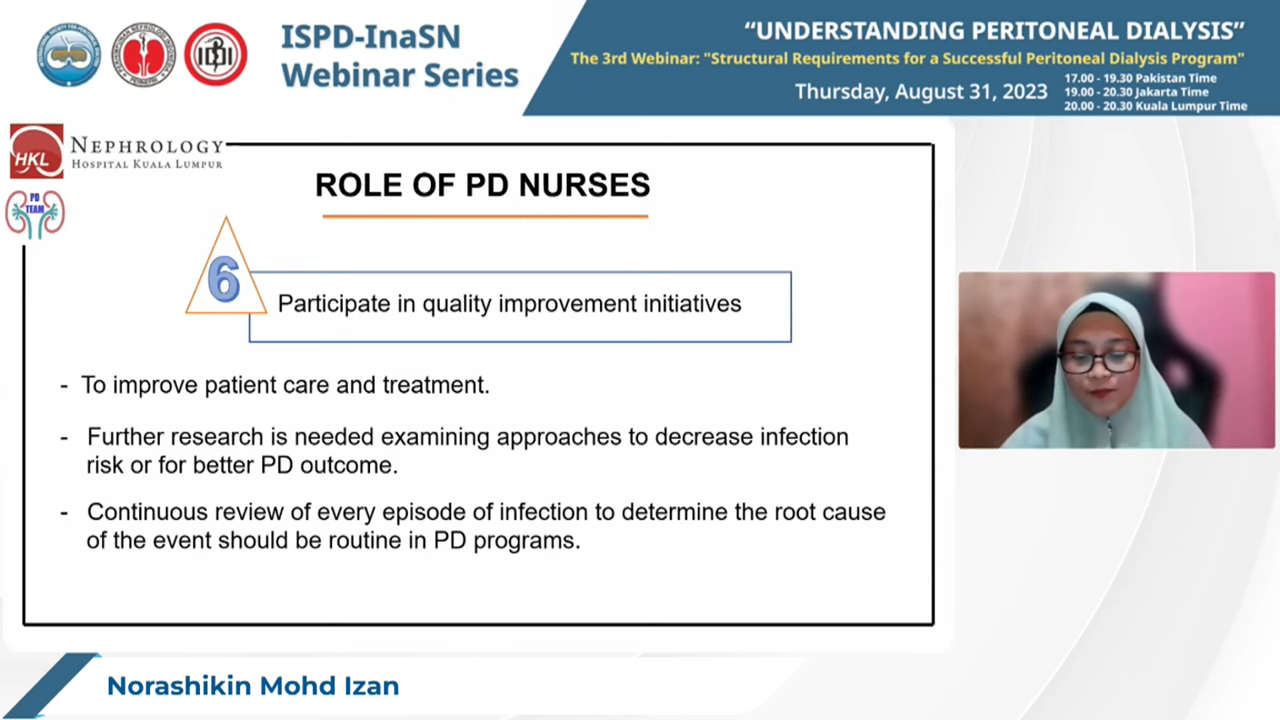 ISPD-InaSN
Webinar Series
“UNDERSTANDING PERITONEAL DIALYSIS”
The 3rd Webinar: "Structural Requirements for a Successful Peritoneal Dialysis Program"
Thursday, August 31, 2023
17.00 - 19.30 Pakistan Time
19.00 - 20.30 Jakarta Time
20.00 - 20.30 Kuala Lumpur Time
HKL
NEPHROLOGY
HOSPITAL KUALA LUMPUR
PD
TEAM
ROLE OF PD NURSES
6
Participate in quality improvement initiatives
- To improve patient care and treatment.
- Further research is needed examining approaches to decrease infection
risk or for better PD outcome.
- Continuous review of every episode of infection to determine the root cause
of the event should be routine in PD programs.
Norashikin Mohd Izan